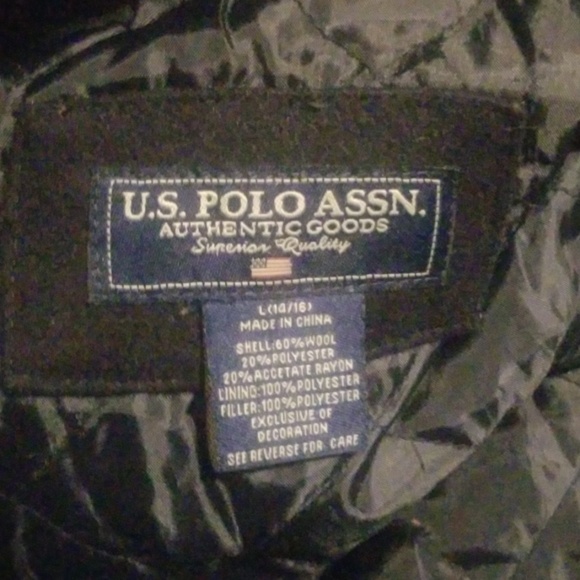 U.S. POLO ASSN.
AUTHENTIC GOODS
Superior Quality
L(14/16)
MADE IN CHINA
SHELL:60%WOOL
20%POLYESTER
20%ACCETATE RAYON
LINING:100%POLYESTER
FILLER:100%POLYESTER
EXCLUSIVE OF
DECORATION
SEE REVERSE FOR CARE